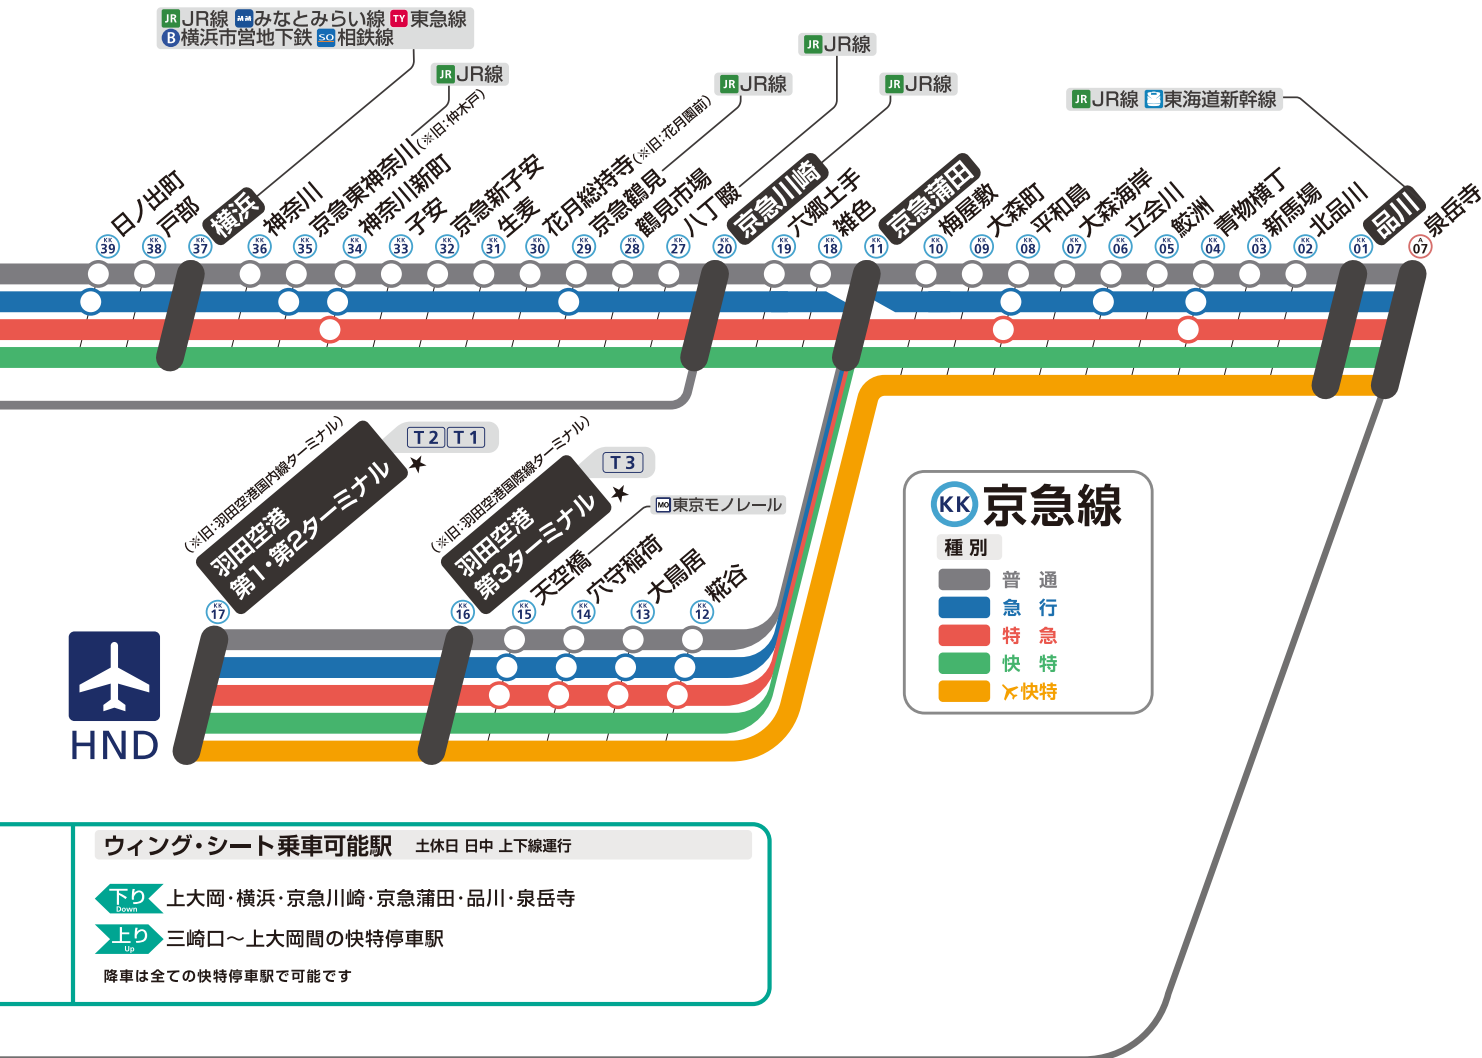 JR JR線 MM みなとみらい線 TY 東急線
B 横浜市営地下鉄 SO 相鉄線
JR JR線
JR JR線
JR JR線
JR JR線
JR JR線 東海道新幹線
日ノ出町
戸部
横浜
神奈川
京急東神奈川(※旧:仲木戸)
神奈川新町
子安
京急新子安
生麦
花月総持寺(※旧:花月園前)
京急鶴見
鶴見市場
八丁畷
京急川崎
六郷土手
雑色
京急蒲田
梅屋敷
大森町
平和島
大森海岸
立会川
鮫洲
青物横丁
新馬場
北品川
品川
泉岳寺
KK 39
KK 38
KK 37
KK 36
KK 35
KK 34
KK 33
KK 32
KK 31
KK 30
KK 29
KK 28
KK 27
KK 20
KK 19
KK 18
KK 11
KK 10
KK 09
KK 08
KK 07
KK 06
KK 05
KK 04
KK 03
KK 02
KK 01
A 07
(※旧:羽田空港国内線ターミナル)
T2 T1
羽田空港
第1・第2ターミナル
★
(※旧:羽田空港国際線ターミナル)
T3
羽田空港
第3ターミナル
★
MO 東京モノレール
天空橋
穴守稲荷
大鳥居
糀谷
KK 17
KK 16
KK 15
KK 14
KK 13
KK 12
HND
KK 京急線
種別
普通
急行
特急
快特
快特
ウィング・シート乗車可能駅 土休日 日中 上下線運行
下り Down 上大岡・横浜・京急川崎・京急蒲田・品川・泉岳寺
上り Up 三崎口～上大岡間の快特停車駅
降車は全ての快特停車駅で可能です